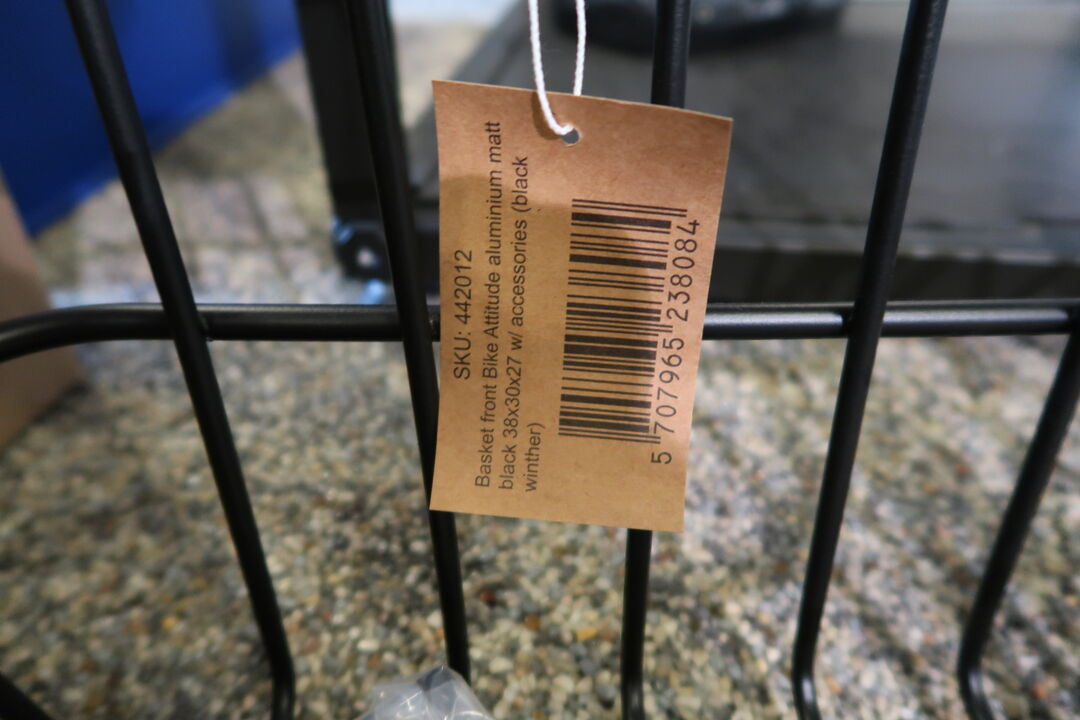 SKU: 442012
Basket front Bike Attitude aluminium matt
black 38x30x27 w/ accessories (black
winther)
5 707965 238084